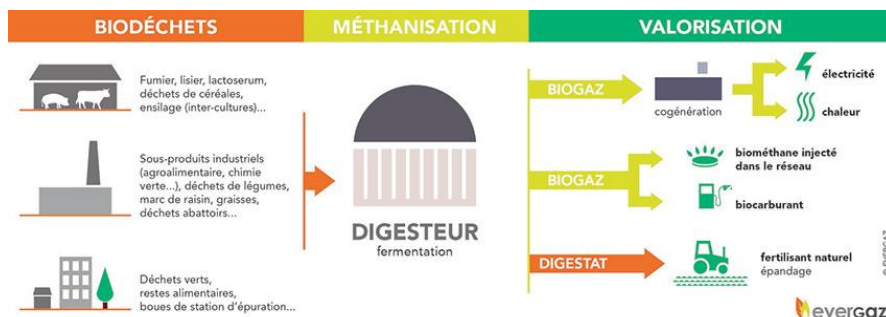 BIODÉCHETS
MÉTHANISATION
VALORISATION
Fumier, lisier, lactoserum,
déchets de céréales,
ensilage (inter-cultures)...
Sous-produits industriels
(agroalimentaire, chimie
verte...), déchets de légumes,
marc de raisin, graisses,
déchets abattoirs...
Déchets verts,
restes alimentaires,
boues de station d'épuration...
DIGESTEUR
fermentation
BIOGAZ
cogénération
électricité
chaleur
BIOGAZ
biométhane injecté
dans le réseau
biocarburant
DIGESTAT
fertilisant naturel
épandage
© EVERGAZ
evergaz